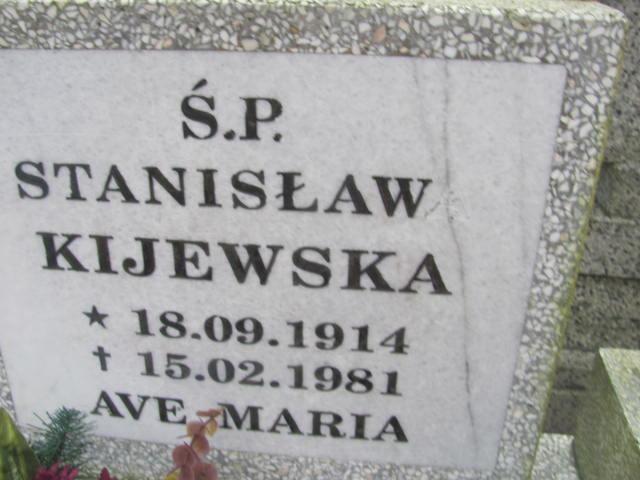 Ś.P.
STANISŁAW
KIJEWSKA
★ 18.09.1914
✝ 15.02.1981
AVE MARIA